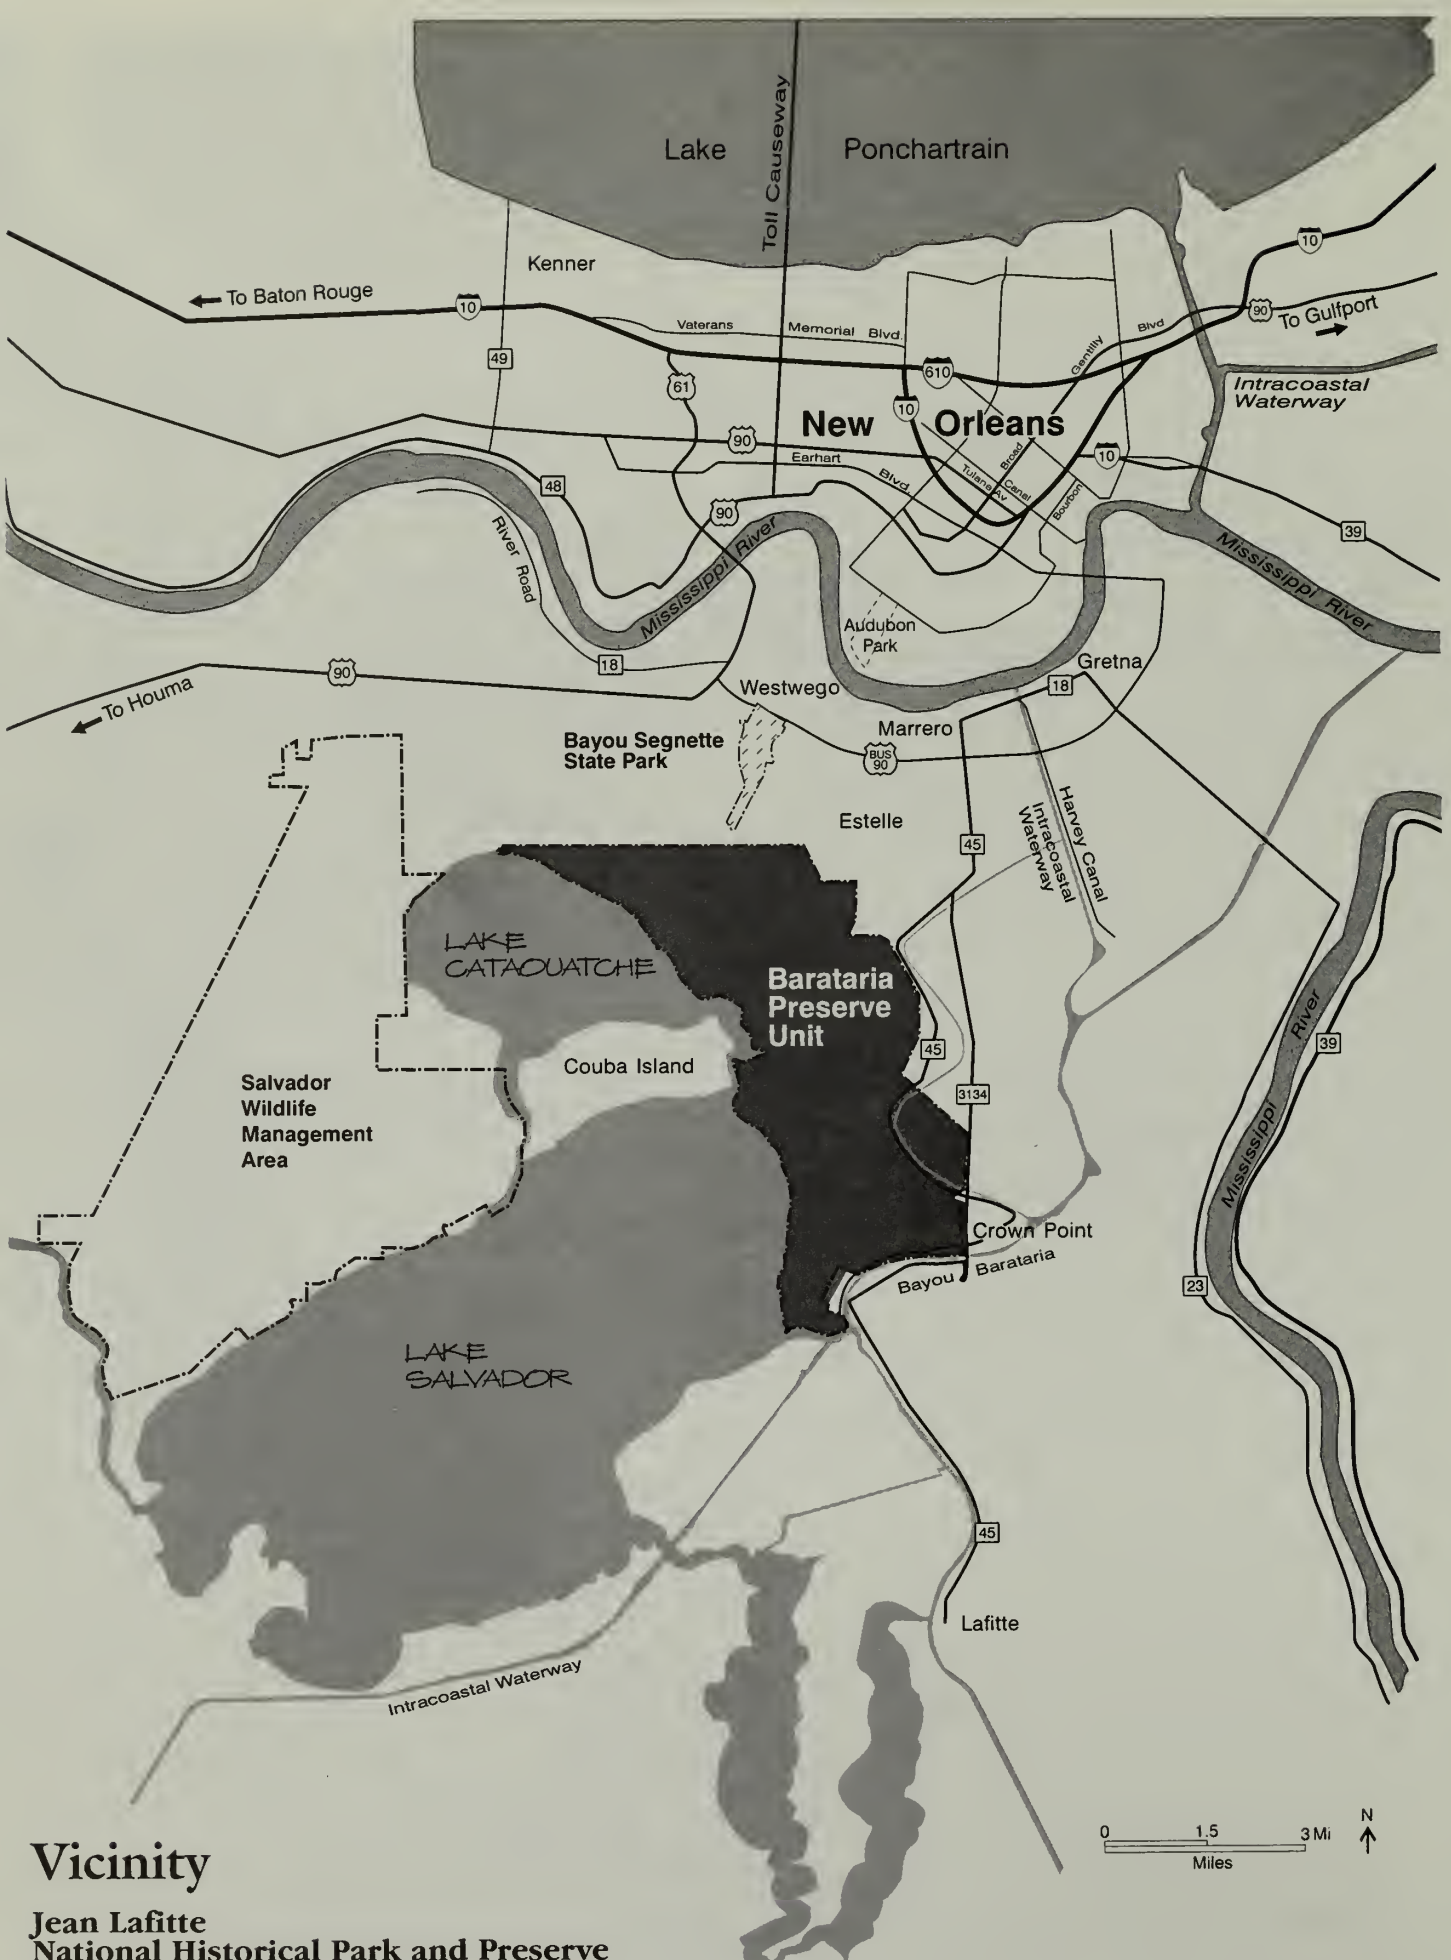 Lake Ponchartrain
Toll Causeway
Kenner
10
To Baton Rouge
10
90
To Gulfport
Vaterans Memorial Blvd.
Gentilly Blvd
49
61
610
Intracoastal
Waterway
10
New Orleans
90
Earhart Blvd.
Broad
10
Tulane Av
Canal
Bourbon
48
90
39
River Road
Mississippi River
Mississippi River
Audubon
Park
18
90
To Houma
Gretna
18
Westwego
Marrero
Bayou Segnette
State Park
BUS
90
Harvey Canal
Intracoastal
Waterway
Estelle
45
LAKE
CATAOUATCHE
Barataria
Preserve
Unit
River
39
45
Couba Island
Salvador
Wildlife
Management
Area
3134
Mississippi
Crown Point
Bayou Barataria
23
LAKE
SALVADOR
45
Lafitte
Intracoastal Waterway
N
0 1.5 3 Mi
Miles
Vicinity
Jean Lafitte
National Historical Park and Preserve